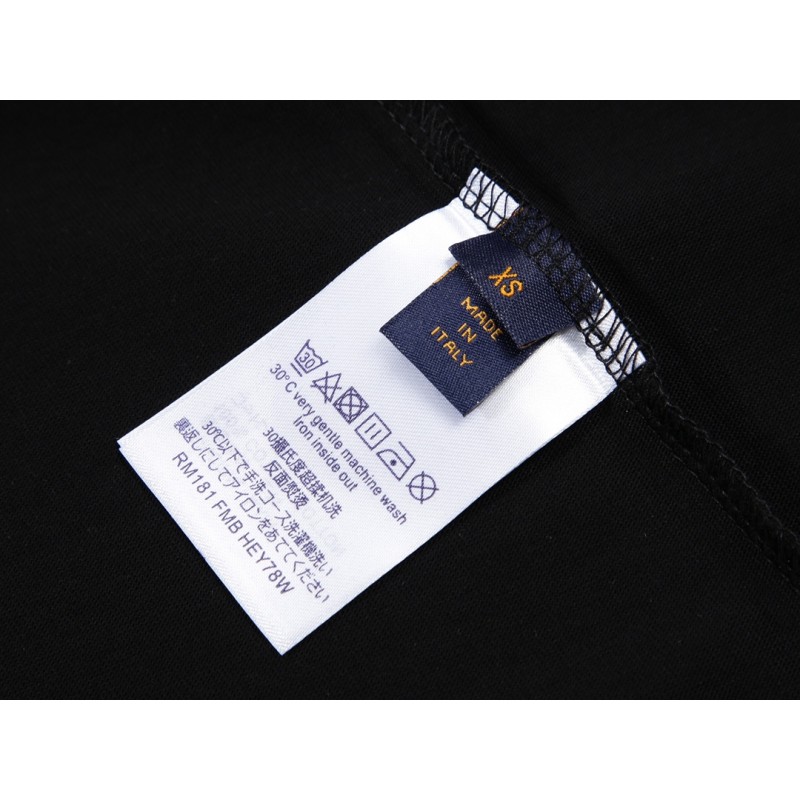 XS
MADE
IN
ITALY
30
30°C very gentle machine wash
Iron inside out
30攝氏度超柔机洗
反面熨烫
30℃以下で手洗コース洗濯機洗い
裏返しにしてアイロンをあててください
RM181 FMB HEY78W